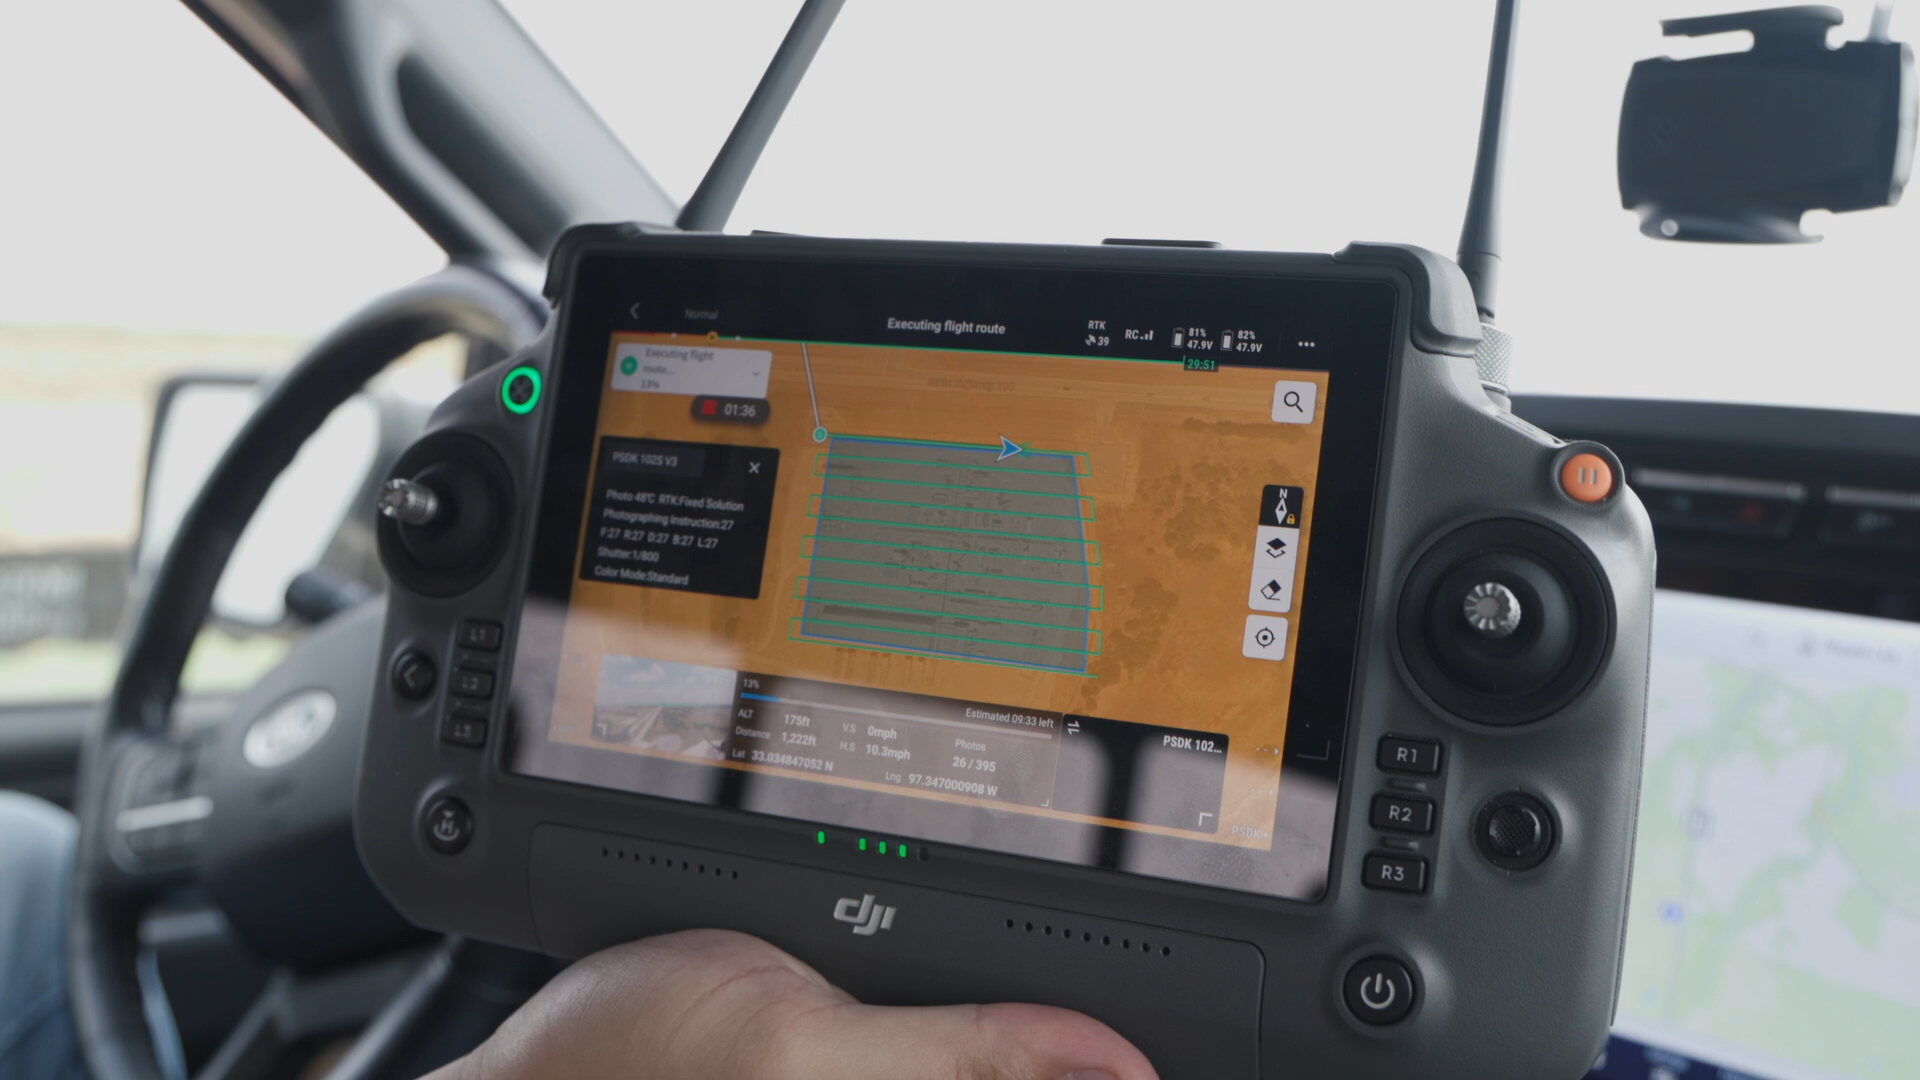 Normal
Executing flight route
RTK
39
RC
81%
47.9V
82%
47.9V
29:51
Executing flight
route...
13%
01:36
PSDK 102S V3
Photo 48°C RTK:Fixed Solution
Photographing Instruction:27
F:27 R:27 D:27 B:27 L:27
Shutter:1/800
Color Mode:Standard
N
13%
Estimated 09:33 left
ALT 175ft V.S 0mph Photos
Distance 1,222ft H.S 10.3mph 26 / 395
Lat 33.034847052 N Lng 97.347000908 W
PSDK 102...
PSDK
L1
L2
L3
R1
R2
R3
H
dji